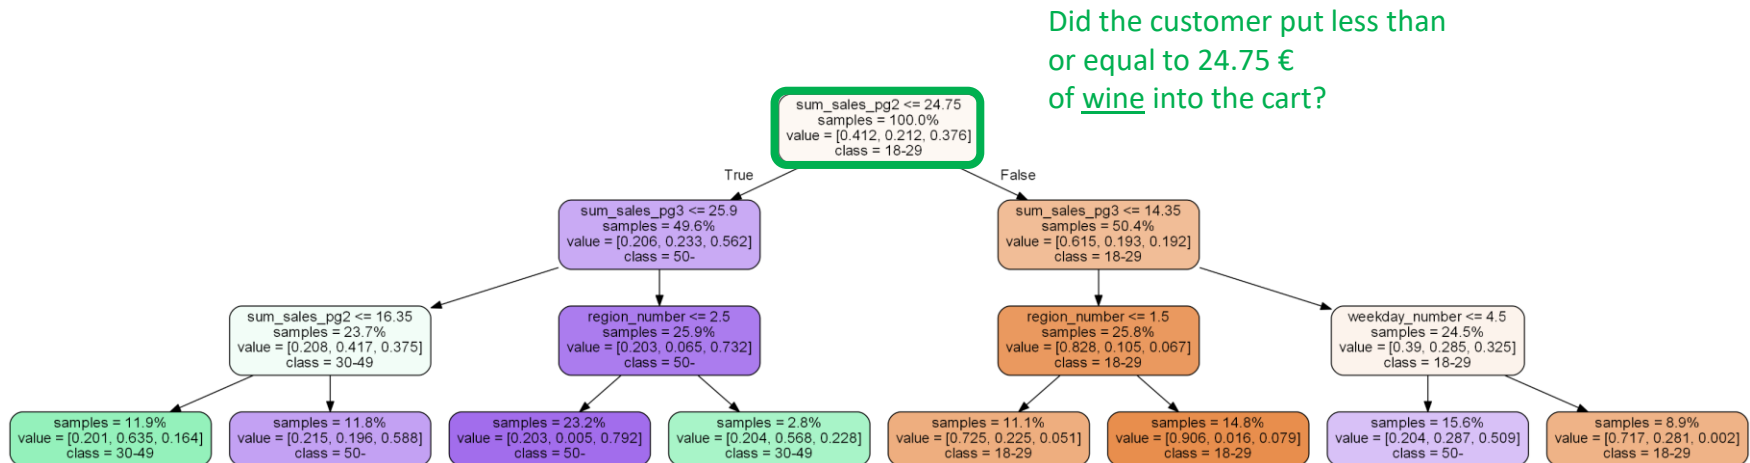 Did the customer put less than
or equal to 24.75 €
of wine into the cart?
sum_sales_pg2 <= 24.75
samples = 100.0%
value = [0.412, 0.212, 0.376]
class = 18-29
True
False
sum_sales_pg3 <= 25.9
samples = 49.6%
value = [0.206, 0.233, 0.562]
class = 50-
sum_sales_pg3 <= 14.35
samples = 50.4%
value = [0.615, 0.193, 0.192]
class = 18-29
sum_sales_pg2 <= 16.35
samples = 23.7%
value = [0.208, 0.417, 0.375]
class = 30-49
region_number <= 2.5
samples = 25.9%
value = [0.203, 0.065, 0.732]
class = 50-
region_number <= 1.5
samples = 25.8%
value = [0.828, 0.105, 0.067]
class = 18-29
weekday_number <= 4.5
samples = 24.5%
value = [0.39, 0.285, 0.325]
class = 18-29
samples = 11.9%
value = [0.201, 0.635, 0.164]
class = 30-49
samples = 11.8%
value = [0.215, 0.196, 0.588]
class = 50-
samples = 23.2%
value = [0.203, 0.005, 0.792]
class = 50-
samples = 2.8%
value = [0.204, 0.568, 0.228]
class = 30-49
samples = 11.1%
value = [0.725, 0.225, 0.051]
class = 18-29
samples = 14.8%
value = [0.906, 0.016, 0.079]
class = 18-29
samples = 15.6%
value = [0.204, 0.287, 0.509]
class = 50-
samples = 8.9%
value = [0.717, 0.281, 0.002]
class = 18-29